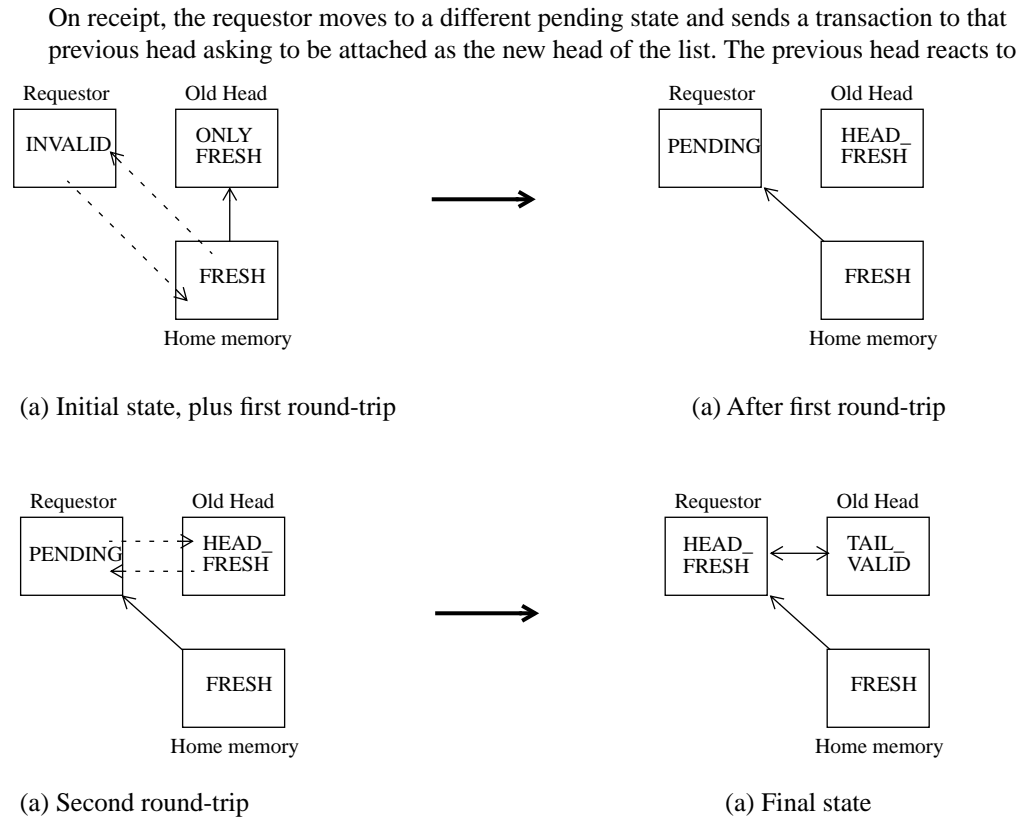 On receipt, the requestor moves to a different pending state and sends a transaction to that
previous head asking to be attached as the new head of the list. The previous head reacts to
Requestor
Old Head
INVALID
ONLY
FRESH
FRESH
Home memory
(a) Initial state, plus first round-trip
Requestor
Old Head
PENDING
HEAD_
FRESH
FRESH
Home memory
(a) After first round-trip
Requestor
Old Head
PENDING
HEAD_
FRESH
FRESH
Home memory
(a) Second round-trip
Requestor
Old Head
HEAD_
FRESH
TAIL_
VALID
FRESH
Home memory
(a) Final state